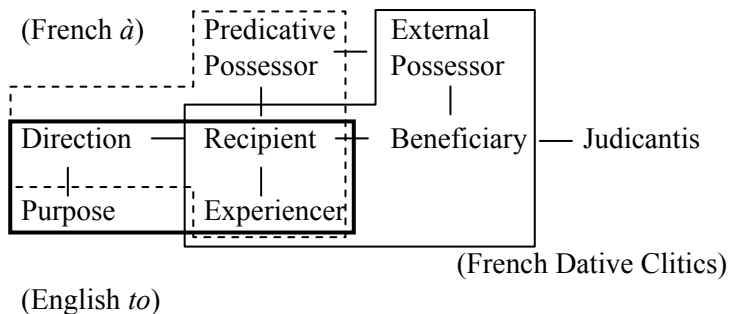 (French à)
Predicative
Possessor
External
Possessor
Direction
Recipient
Beneficiary
Judicantis
Purpose
Experiencer
(French Dative Clitics)
(English to)